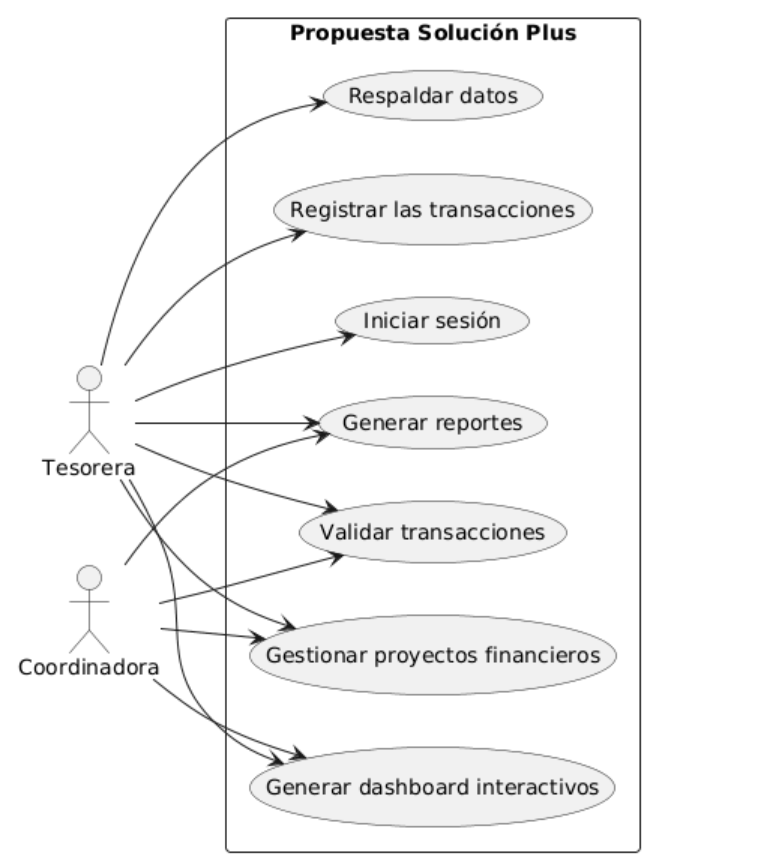 Propuesta Solución Plus
Respaldar datos
Registrar las transacciones
Iniciar sesión
Generar reportes
Tesorera
Validar transacciones
Gestionar proyectos financieros
Coordinadora
Generar dashboard interactivos